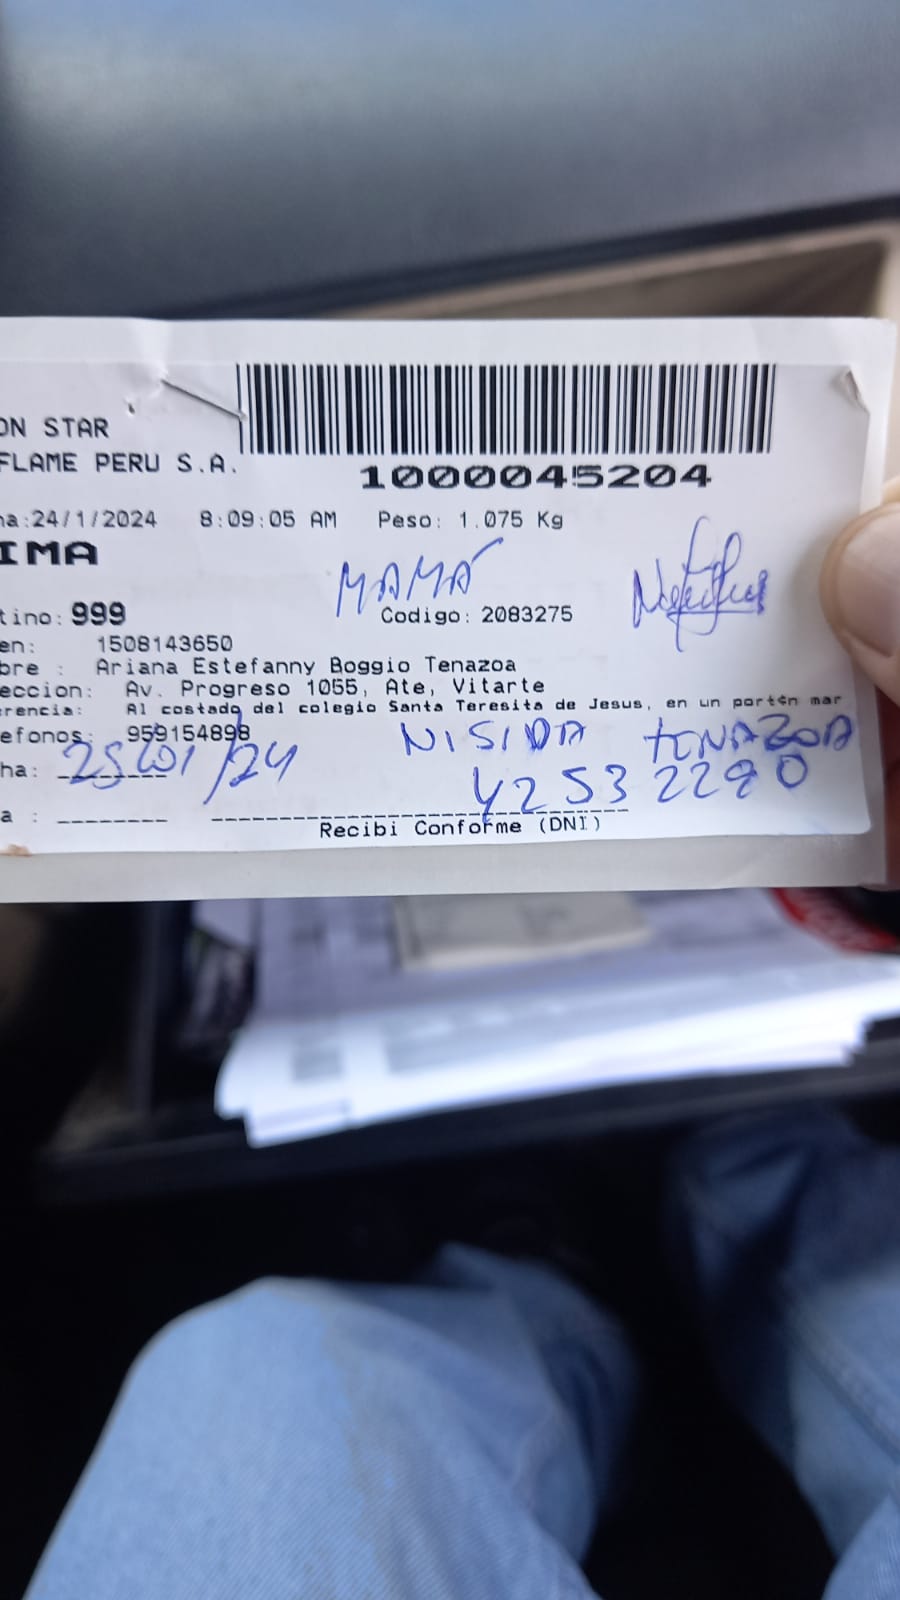 ON STAR
FLAME PERU S.A.
1000045204
na:24/1/2024 8:09:05 AM Peso: 1.075 Kg
IMA
MAMÁ
tino: 999 Codigo: 2083275
en: 1508143650
bre : Ariana Estefanny Boggio Tenazoa
eccion: Av. Progreso 1055, Ate, Vitarte
rencia: Al costado del colegio Santa Teresita de Jesus, en un portón mar
efonos: 959154898 NISIDA TENAZOA
ha: 25/01/24 42532280
a :
Recibi Conforme (DNI)